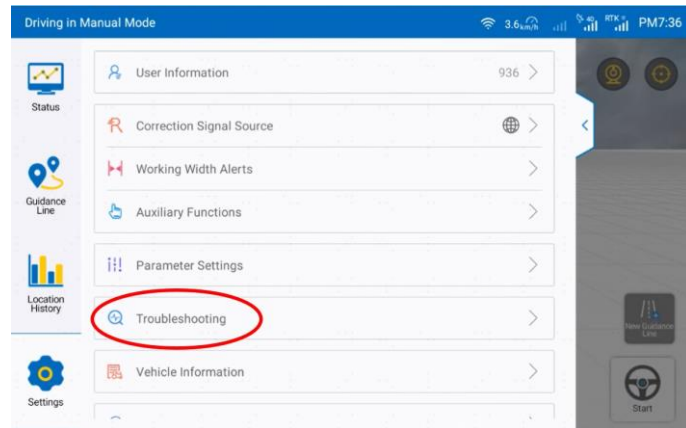 Driving in Manual Mode
3.6km/h
40
RTK
PM7:36
Status
User Information
936
Correction Signal Source
Working Width Alerts
Guidance
Line
Auxiliary Functions
Parameter Settings
Location
History
Troubleshooting
New Guidance
Line
Vehicle Information
Settings
Start